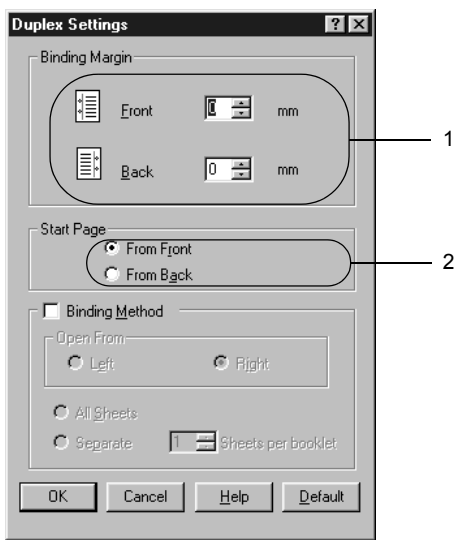 Duplex Settings
Binding Margin
Front 0 mm
1
Back 0 mm
Start Page
From Front
2
From Back
Binding Method
Open From
Left Right
All Sheets
Separate 1 Sheets per booklet
OK Cancel Help Default